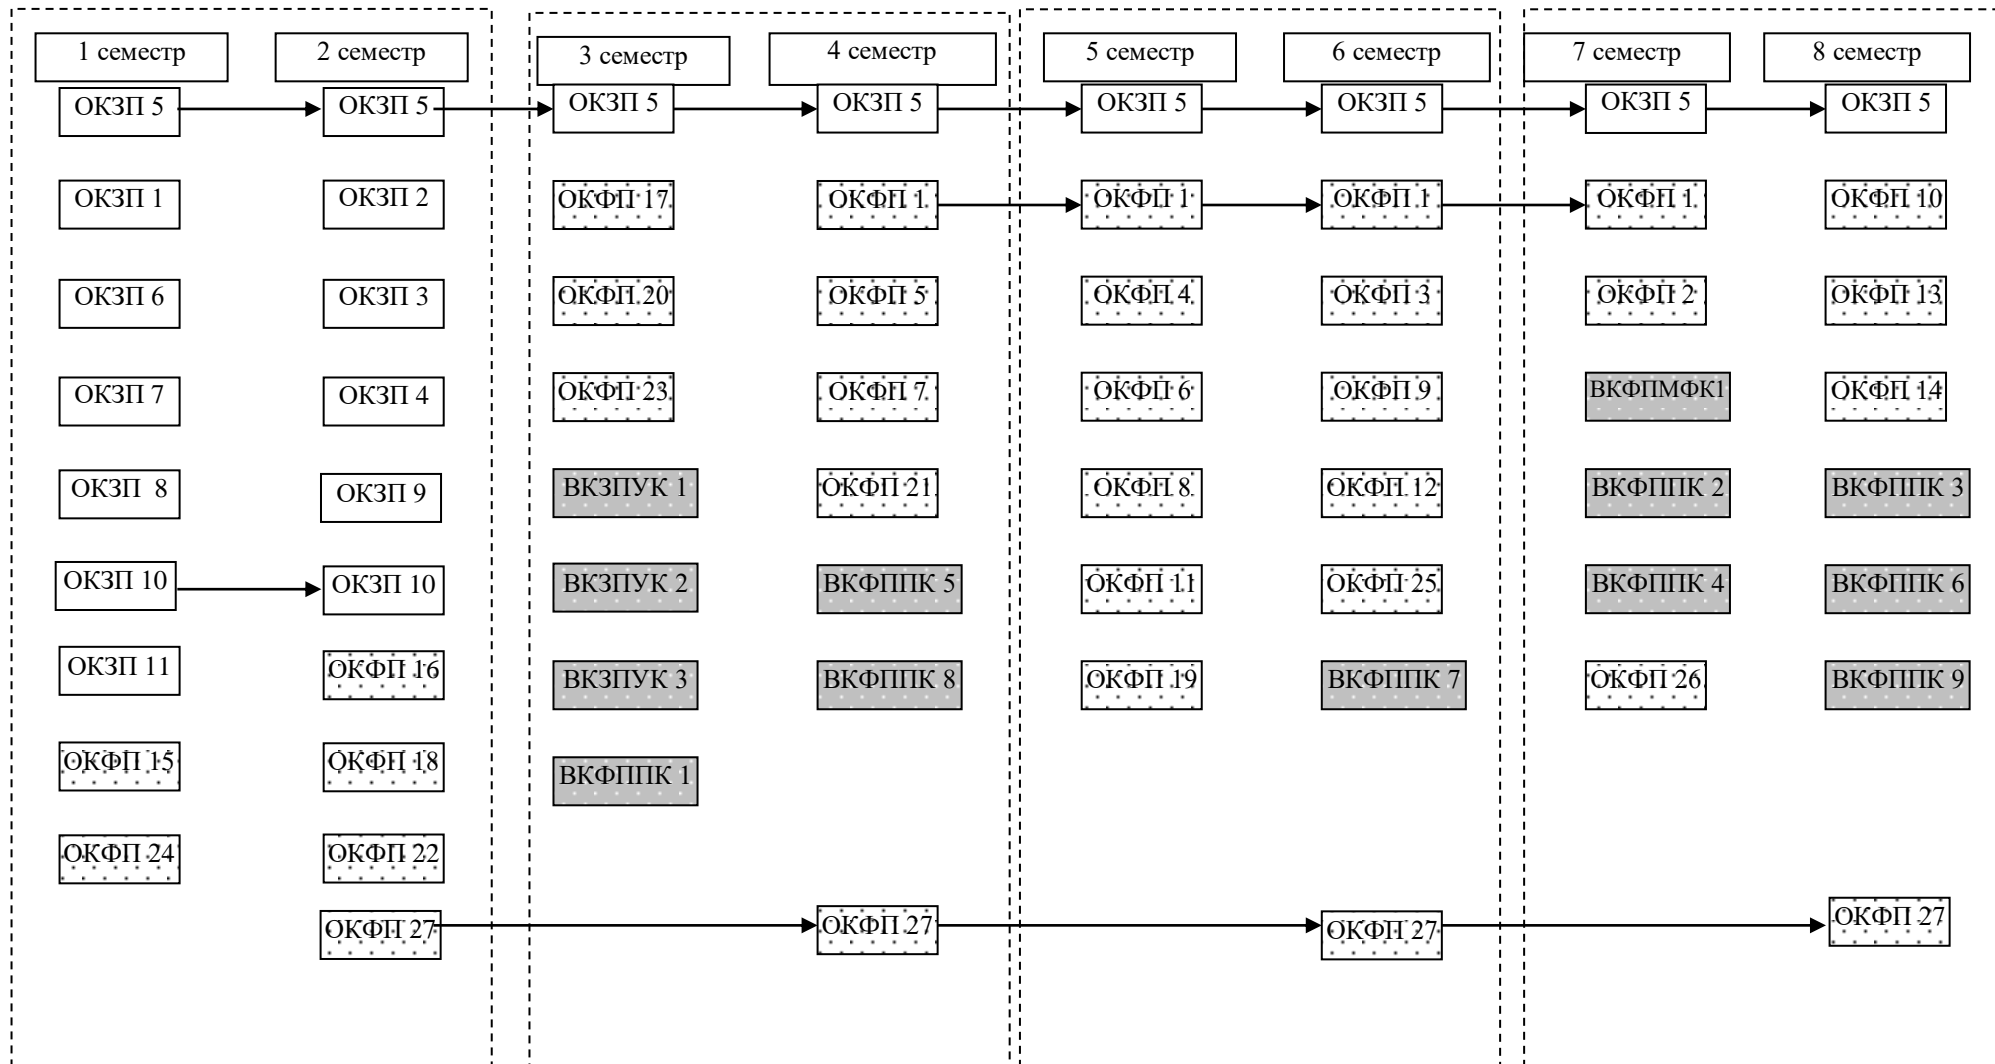 1 семестр
2 семестр
3 семестр
4 семестр
5 семестр
6 семестр
7 семестр
8 семестр
ОКЗП 5
ОКЗП 5
ОКЗП 5
ОКЗП 5
ОКЗП 5
ОКЗП 5
ОКЗП 5
ОКЗП 5
ОКЗП 1
ОКЗП 2
ОКФП 17
ОКФП 1
ОКФП 1
ОКФП 1
ОКФП 1
ОКФП 10
ОКЗП 6
ОКЗП 3
ОКФП 20
ОКФП 5
ОКФП 4
ОКФП 3
ОКФП 2
ОКФП 13
ОКЗП 7
ОКЗП 4
ОКФП 23
ОКФП 7
ОКФП 6
ОКФП 9
ВКФПМФК1
ОКФП 14
ОКЗП 8
ОКЗП 9
ВКЗПУК 1
ОКФП 21
ОКФП 8
ОКФП 12
ВКФППК 2
ВКФППК 3
ОКЗП 10
ОКЗП 10
ВКЗПУК 2
ВКФППК 5
ОКФП 11
ОКФП 25
ВКФППК 4
ВКФППК 6
ОКЗП 11
ОКФП 16
ВКЗПУК 3
ВКФППК 8
ОКФП 19
ВКФППК 7
ОКФП 26
ВКФППК 9
ОКФП 15
ОКФП 18
ВКФППК 1
ОКФП 24
ОКФП 22
ОКФП 27
ОКФП 27
ОКФП 27
ОКФП 27